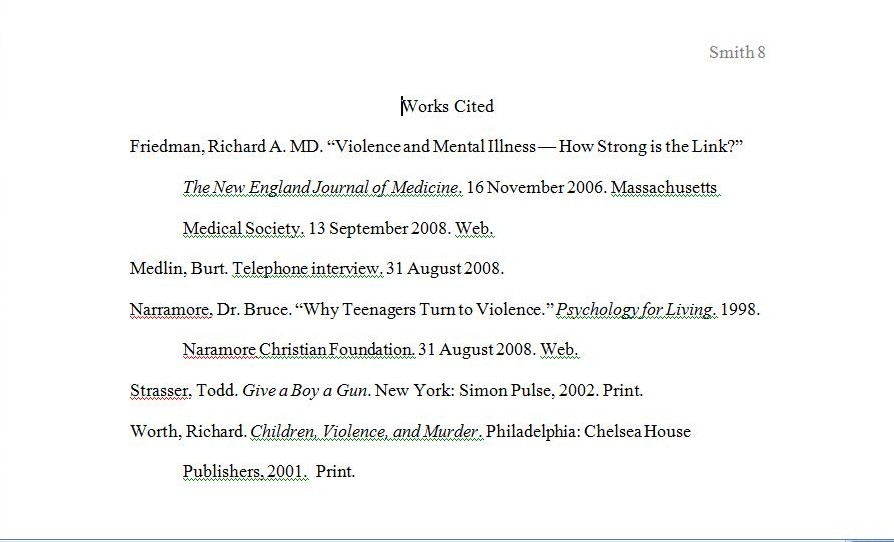 Smith 8
Works Cited
Friedman, Richard A. MD. “Violence and Mental Illness — How Strong is the Link?”
The New England Journal of Medicine. 16 November 2006. Massachusetts
Medical Society. 13 September 2008. Web.
Medlin, Burt. Telephone interview. 31 August 2008.
Narramore, Dr. Bruce. “Why Teenagers Turn to Violence.” Psychology for Living. 1998.
Naramore Christian Foundation. 31 August 2008. Web.
Strasser, Todd. Give a Boy a Gun. New York: Simon Pulse, 2002. Print.
Worth, Richard. Children, Violence, and Murder. Philadelphia: Chelsea House
Publishers, 2001. Print.